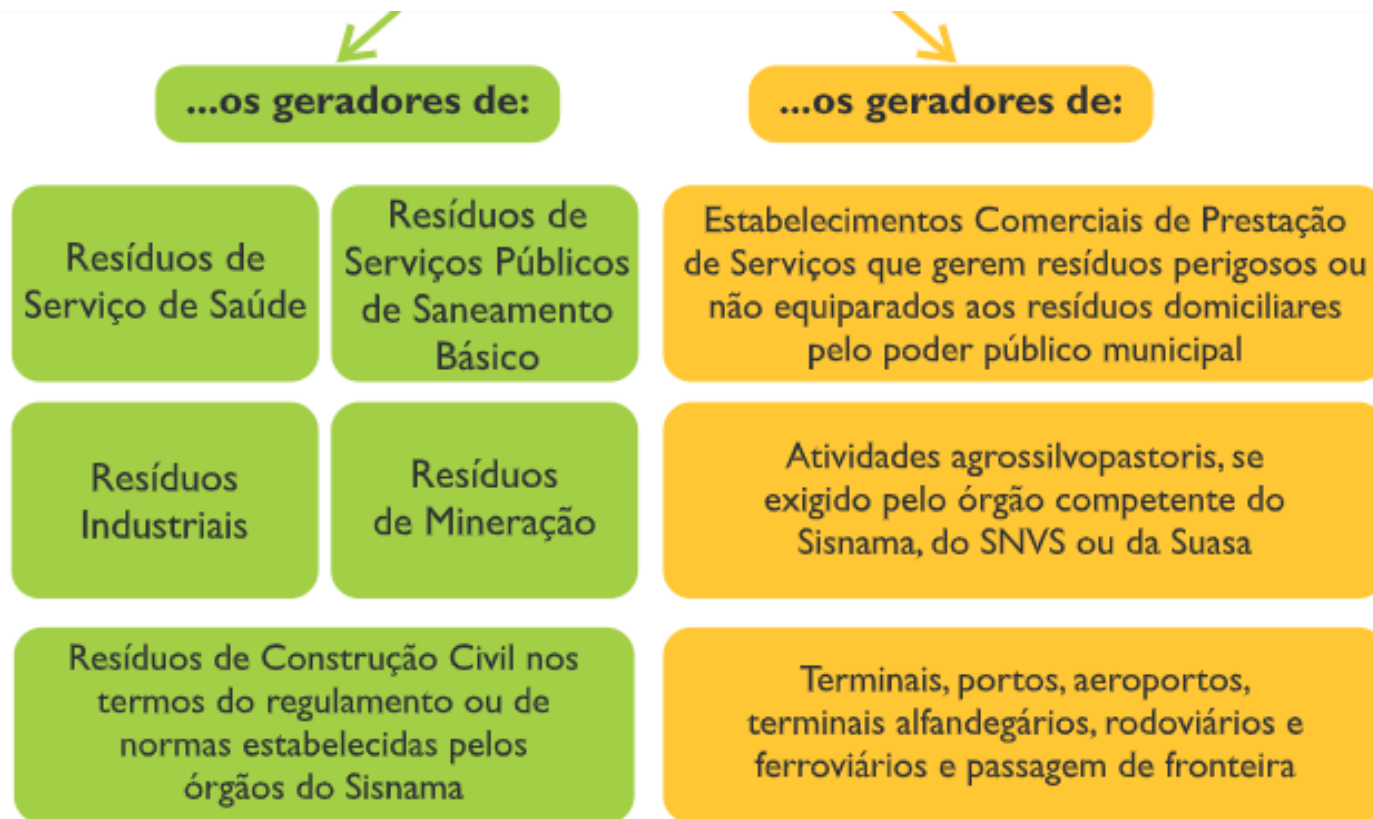 ...os geradores de:
Resíduos de
Serviço de Saúde
Resíduos de
Serviços Públicos
de Saneamento
Básico
Resíduos
Industriais
Resíduos
de Mineração
Resíduos de Construção Civil nos
termos do regulamento ou de
normas estabelecidas pelos
órgãos do Sisnama
...os geradores de:
Estabelecimentos Comerciais de Prestação
de Serviços que gerem resíduos perigosos ou
não equiparados aos resíduos domiciliares
pelo poder público municipal
Atividades agrossilvopastoris, se
exigido pelo órgão competente do
Sisnama, do SNVS ou da Suasa
Terminais, portos, aeroportos,
terminais alfandegários, rodoviários e
ferroviários e passagem de fronteira